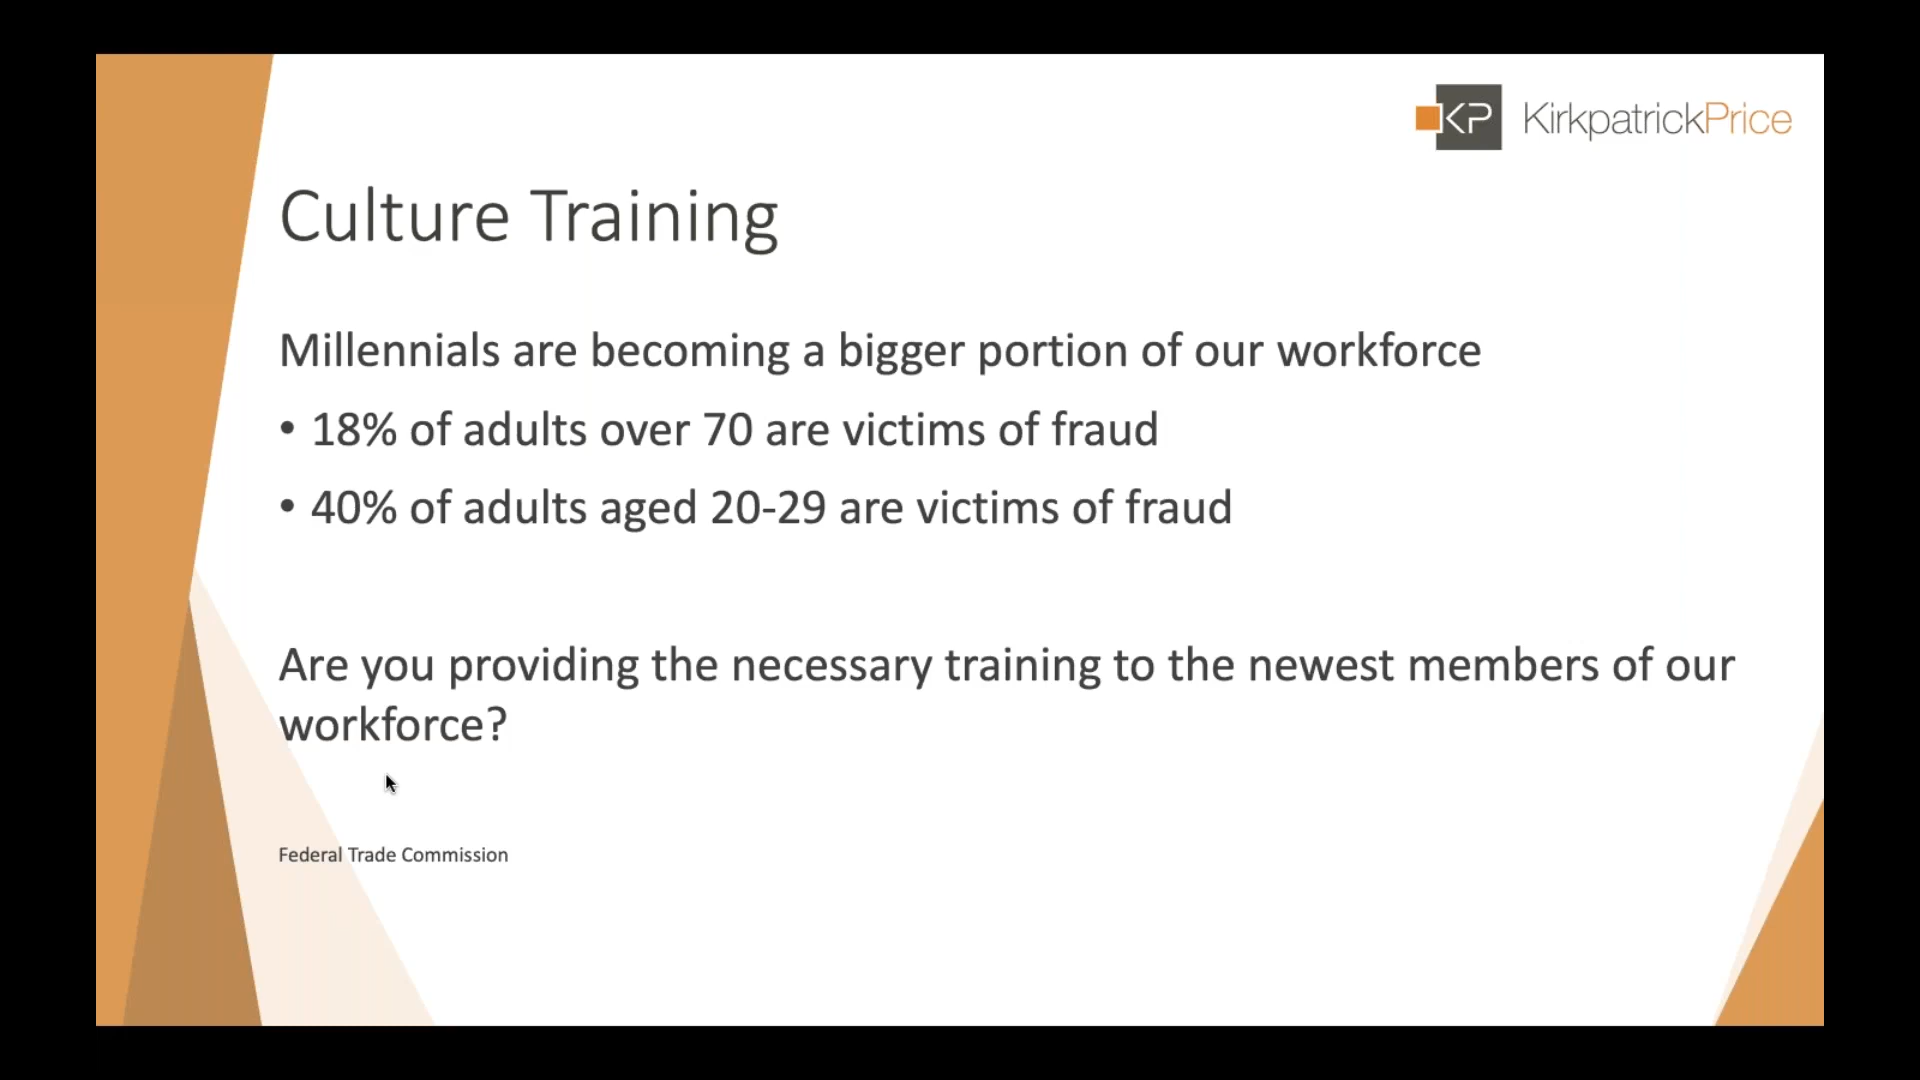 KP KirkpatrickPrice
Culture Training
Millennials are becoming a bigger portion of our workforce
• 18% of adults over 70 are victims of fraud
• 40% of adults aged 20-29 are victims of fraud
Are you providing the necessary training to the newest members of our
workforce?
Federal Trade Commission